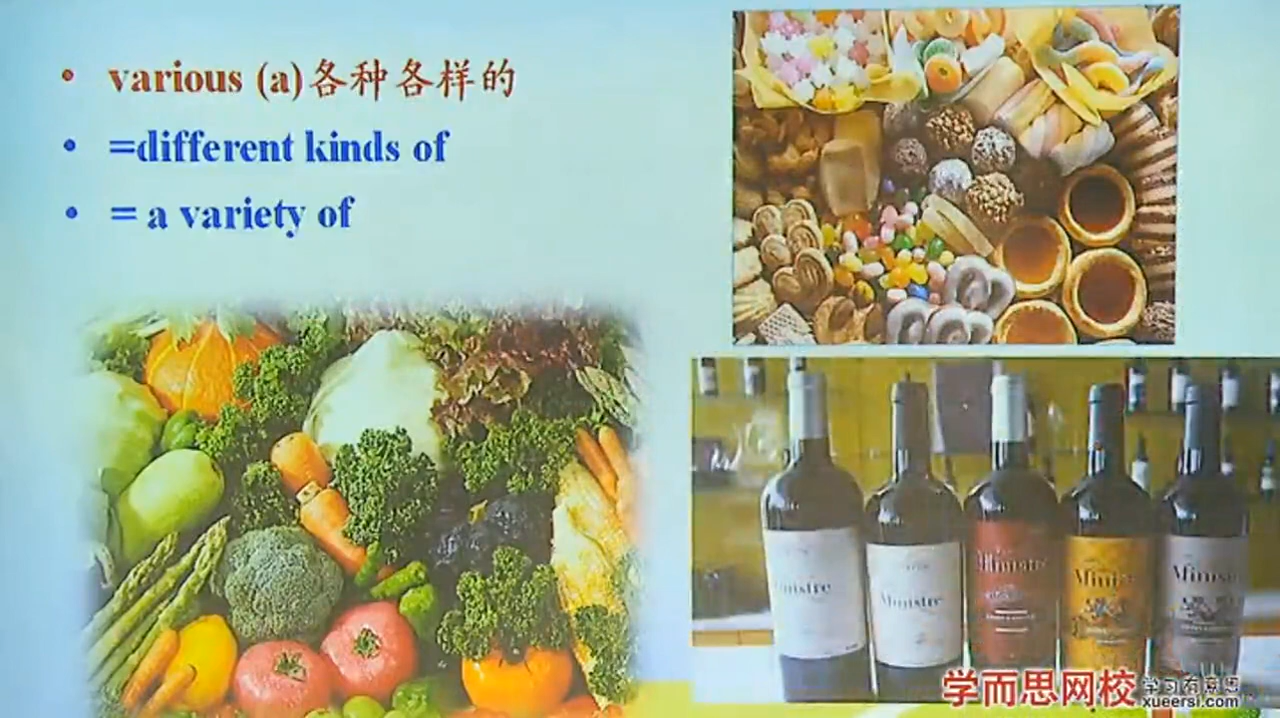 various (a)各种各样的
=different kinds of
= a variety of
Ministre
Ministre
Ministre
Ministre
学而思网校
xueersi.com